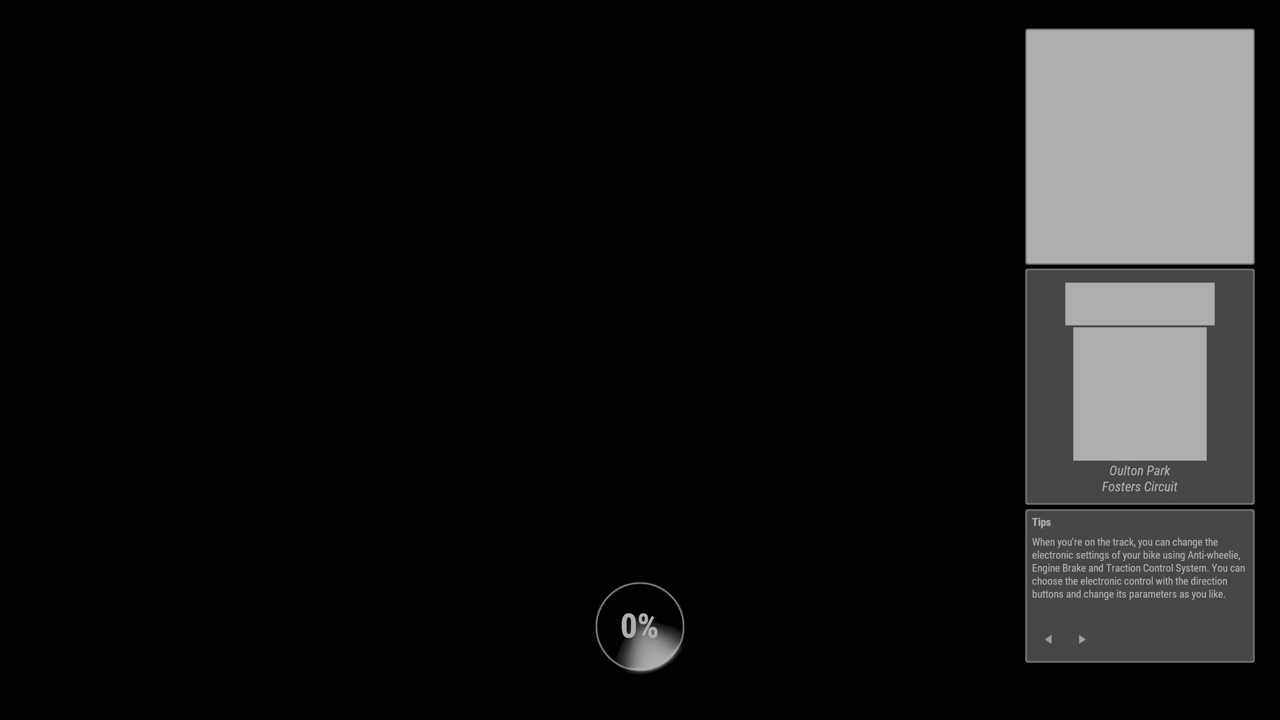 Oulton Park
Fosters Circuit
Tips
When you're on the track, you can change the
electronic settings of your bike using Anti-wheelie,
Engine Brake and Traction Control System. You can
choose the electronic control with the direction
buttons and change its parameters as you like.
0%